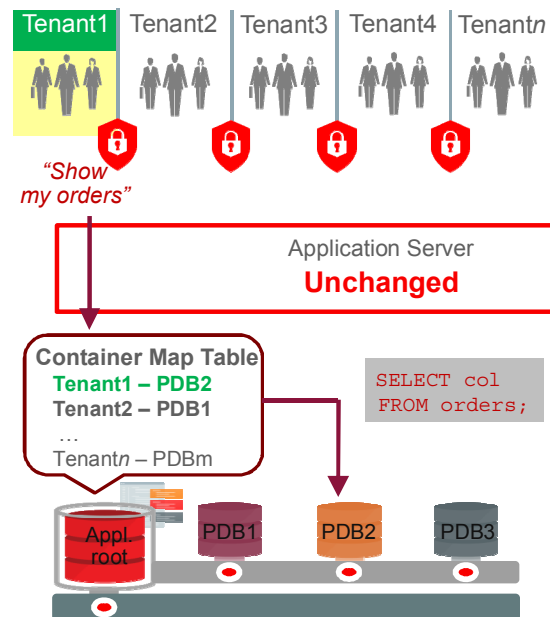 Tenant1 Tenant2 Tenant3 Tenant4 Tenantn
“Show
my orders”
Application Server
Unchanged
Container Map Table
Tenant1 – PDB2
Tenant2 – PDB1
…
Tenantn – PDBm
SELECT col
FROM orders;
Appl.
root
PDB1
PDB2
PDB3